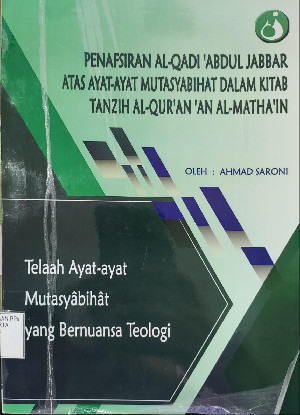 PENAFSIRAN AL-QADI 'ABDUL JABBAR
ATAS AYAT-AYAT MUTASYABIHAT DALAM KITAB
TANZIH AL-QUR'AN 'AN AL-MATHA'IN
OLEH : AHMAD SARONI
Telaah Ayat-ayat
Mutasyâbihât
yang Bernuansa Teologi